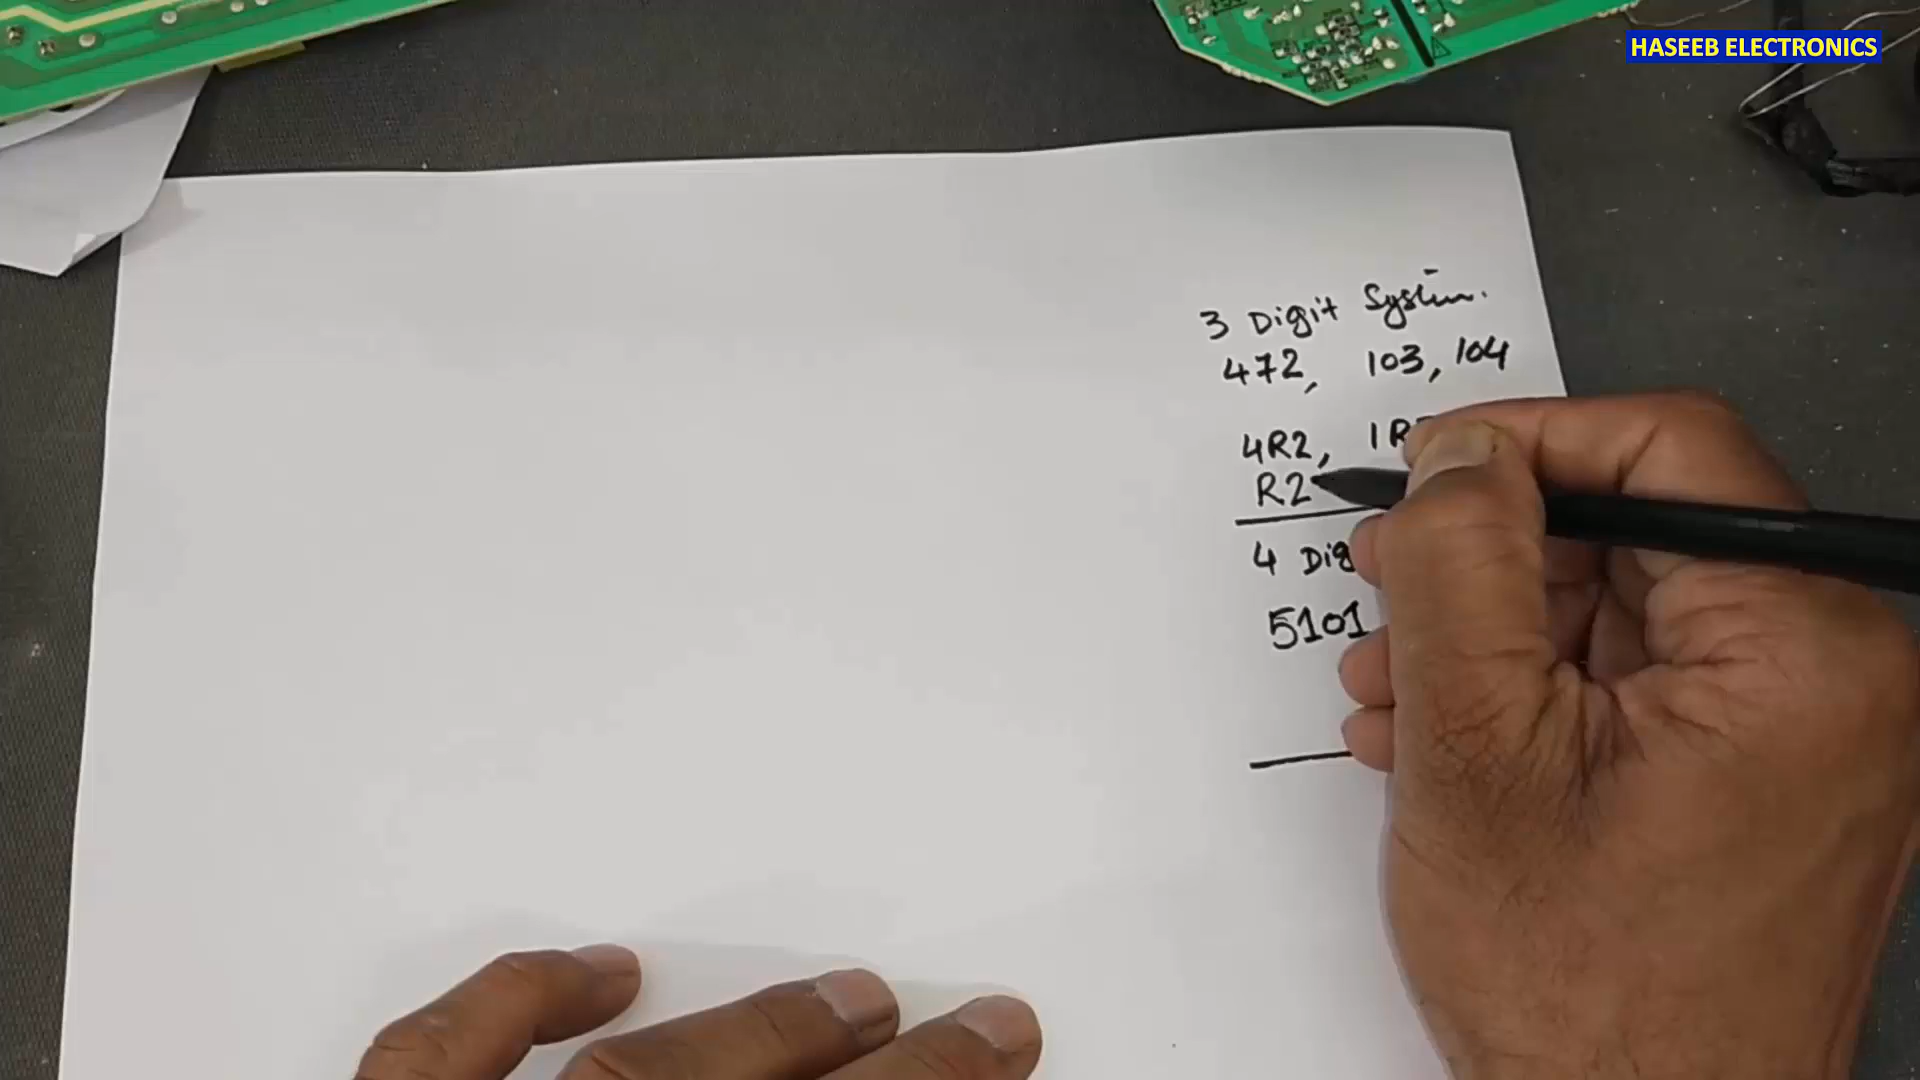 HASEEB ELECTRONICS
3 Digit System.
472, 103, 104
4R2, 1R
R2
4 Dig
5101